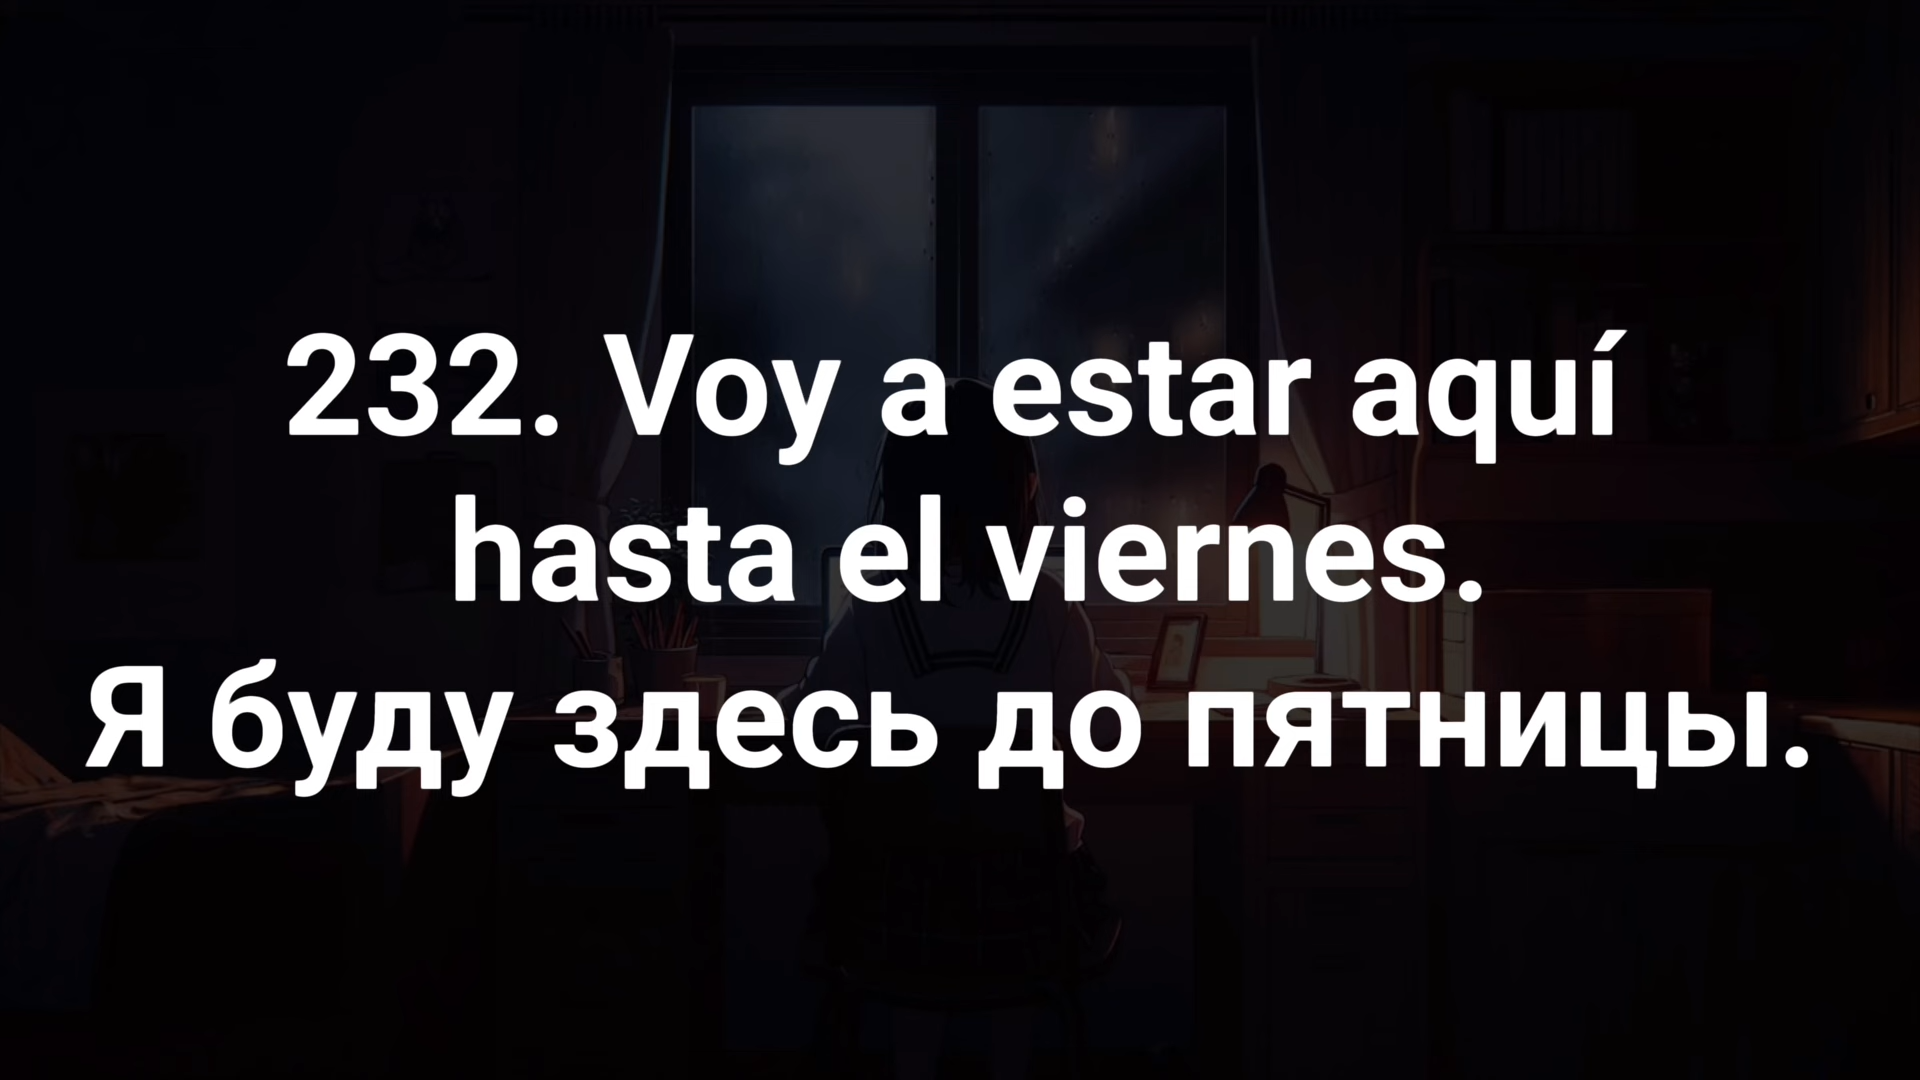 232. Voy a estar aquí
hasta el viernes.
Я буду здесь до пятницы.